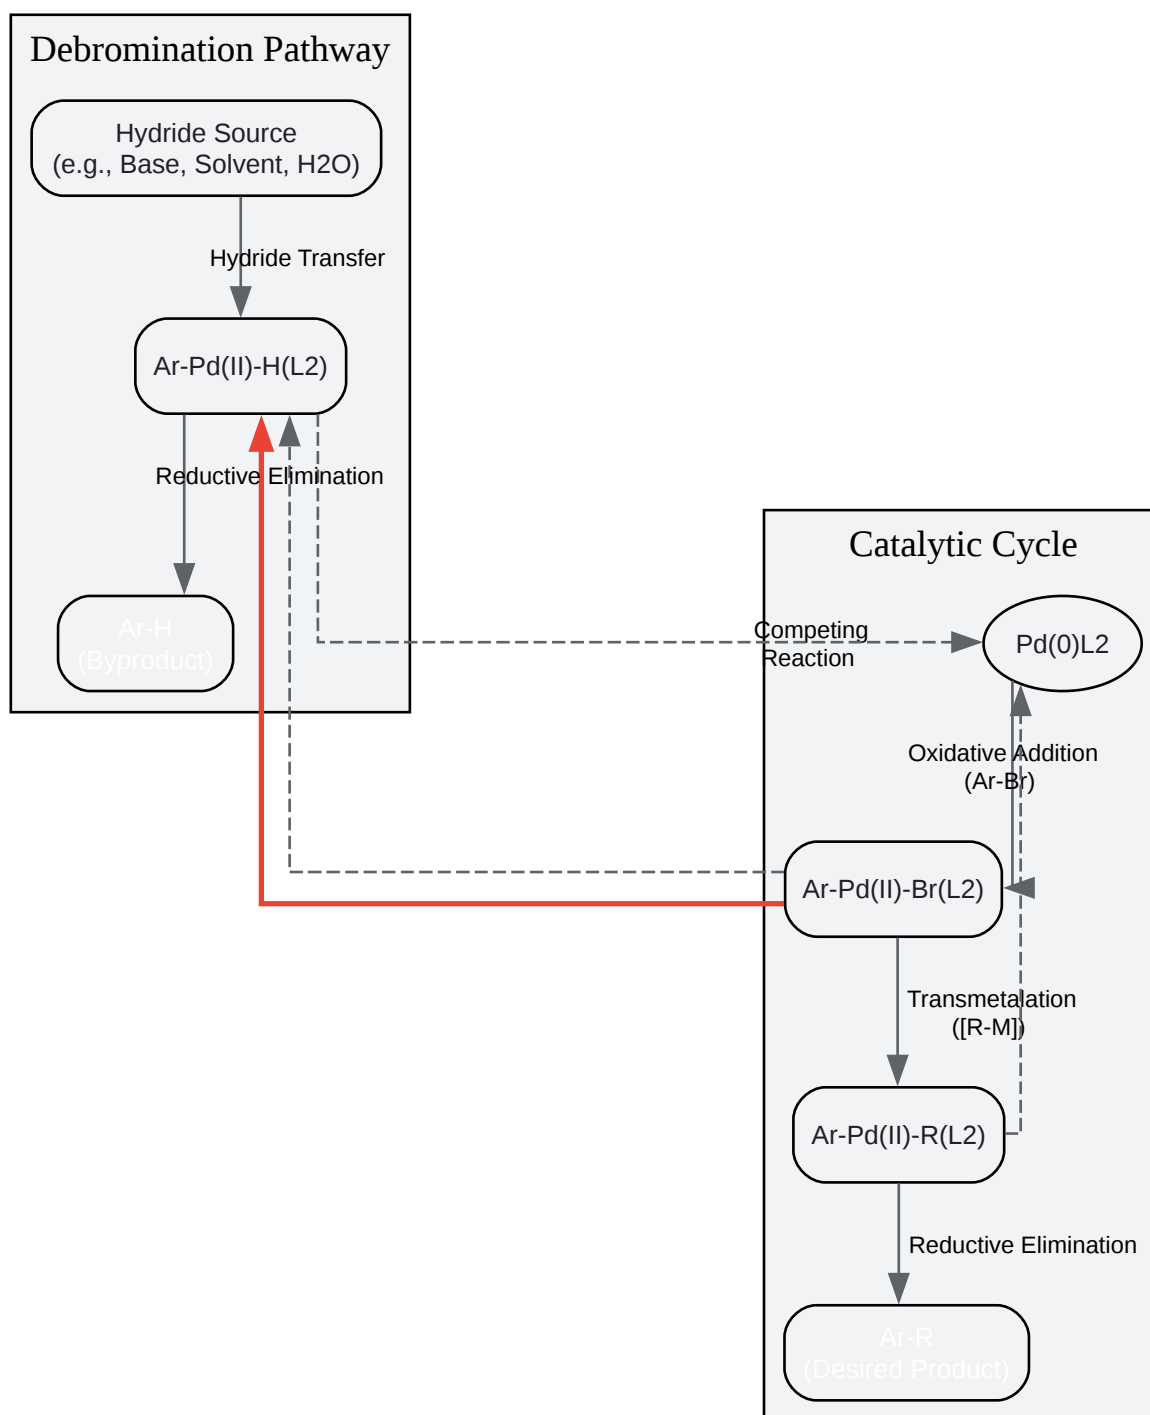 Debromination Pathway
Hydride Source
(e.g., Base, Solvent, H2O)
Hydride Transfer
Ar-Pd(II)-H(L2)
Reductive Elimination
Ar-H
(Byproduct)
Catalytic Cycle
Competing
Reaction
Pd(0)L2
Oxidative Addition
(Ar-Br)
Ar-Pd(II)-Br(L2)
Transmetalation
([R-M])
Ar-Pd(II)-R(L2)
Reductive Elimination
Ar-R
(Desired Product)